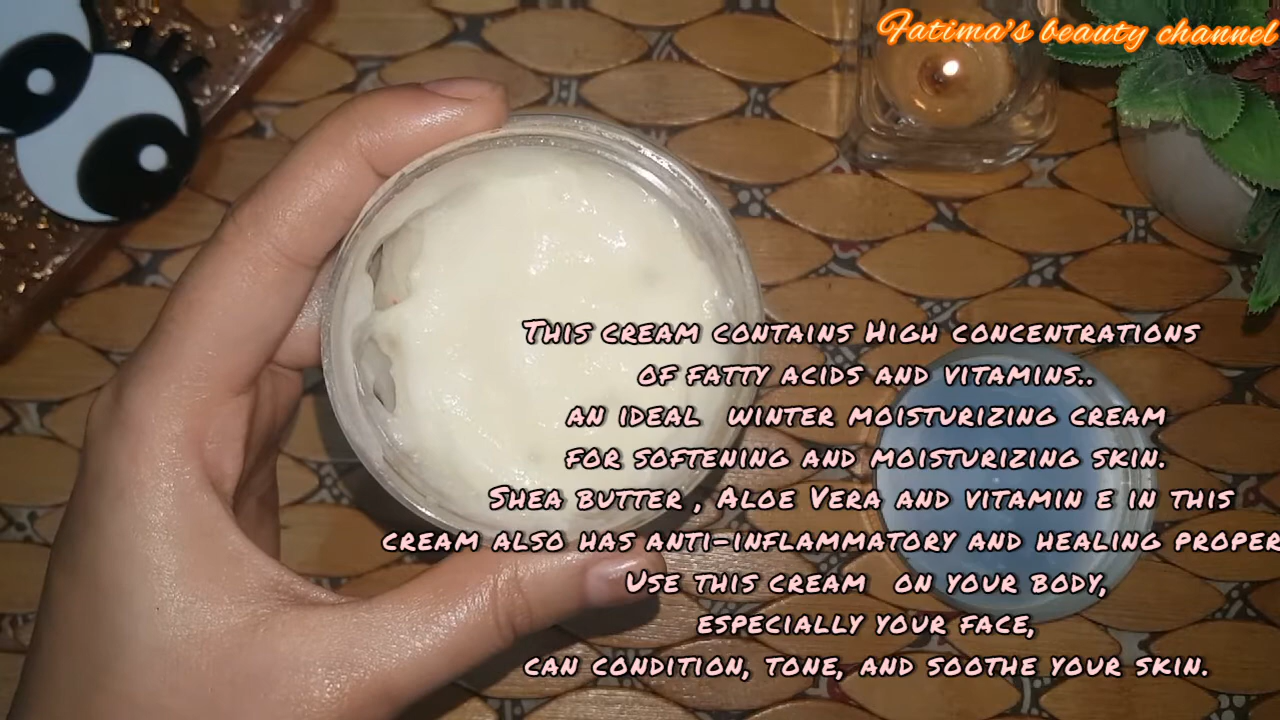 Fatima's beauty channel
This cream contains High concentrations
of fatty acids and vitamins..
an ideal winter moisturizing cream
for softening and moisturizing skin.
Shea butter , Aloe Vera and vitamin e in this
cream also has anti-inflammatory and healing proper
Use this cream on your body,
especially your face,
can condition, tone, and soothe your skin.